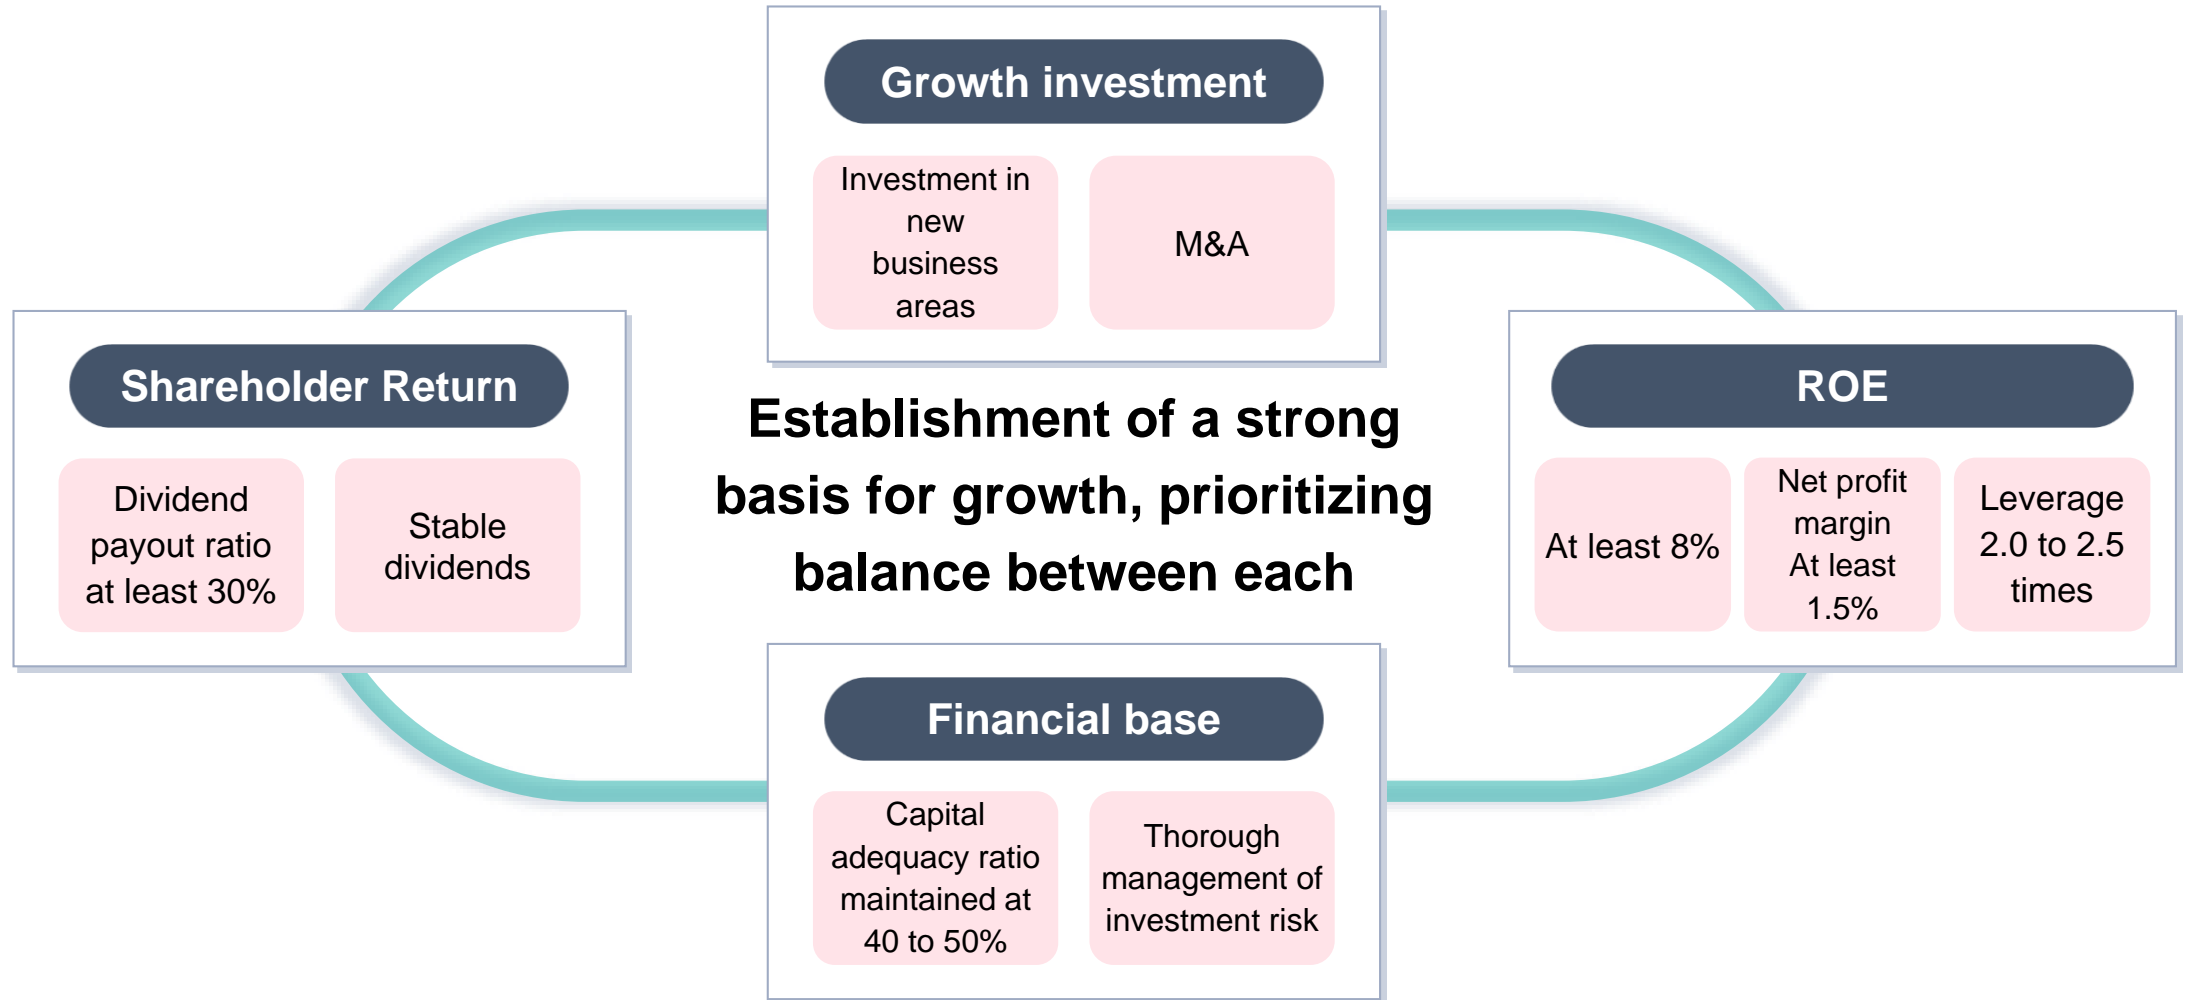 Growth investment
Investment in
new
business
areas
M&A
Shareholder Return
Dividend
payout ratio
at least 30%
Stable
dividends
Establishment of a strong
basis for growth, prioritizing
balance between each
ROE
At least 8%
Net profit
margin
At least
1.5%
Leverage
2.0 to 2.5
times
Financial base
Capital
adequacy ratio
maintained at
40 to 50%
Thorough
management of
investment risk